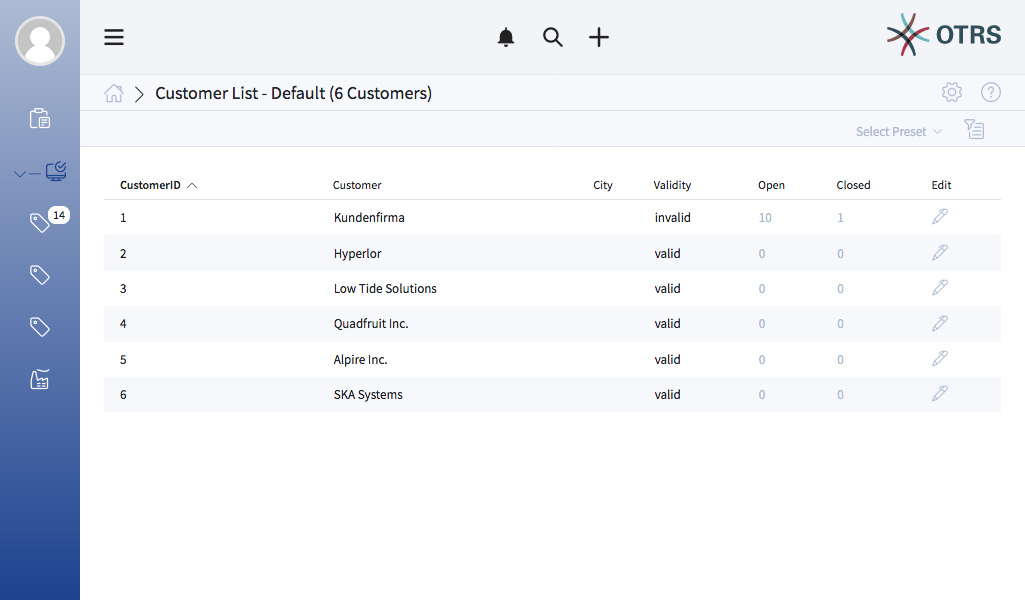 OTRS
Customer List - Default (6 Customers)
Select Preset
14
CustomerID Customer City Validity Open Closed Edit
1 Kundenfirma invalid 10 1
2 Hyperlor valid 0 0
3 Low Tide Solutions valid 0 0
4 Quadfruit Inc. valid 0 0
5 Alpire Inc. valid 0 0
6 SKA Systems valid 0 0